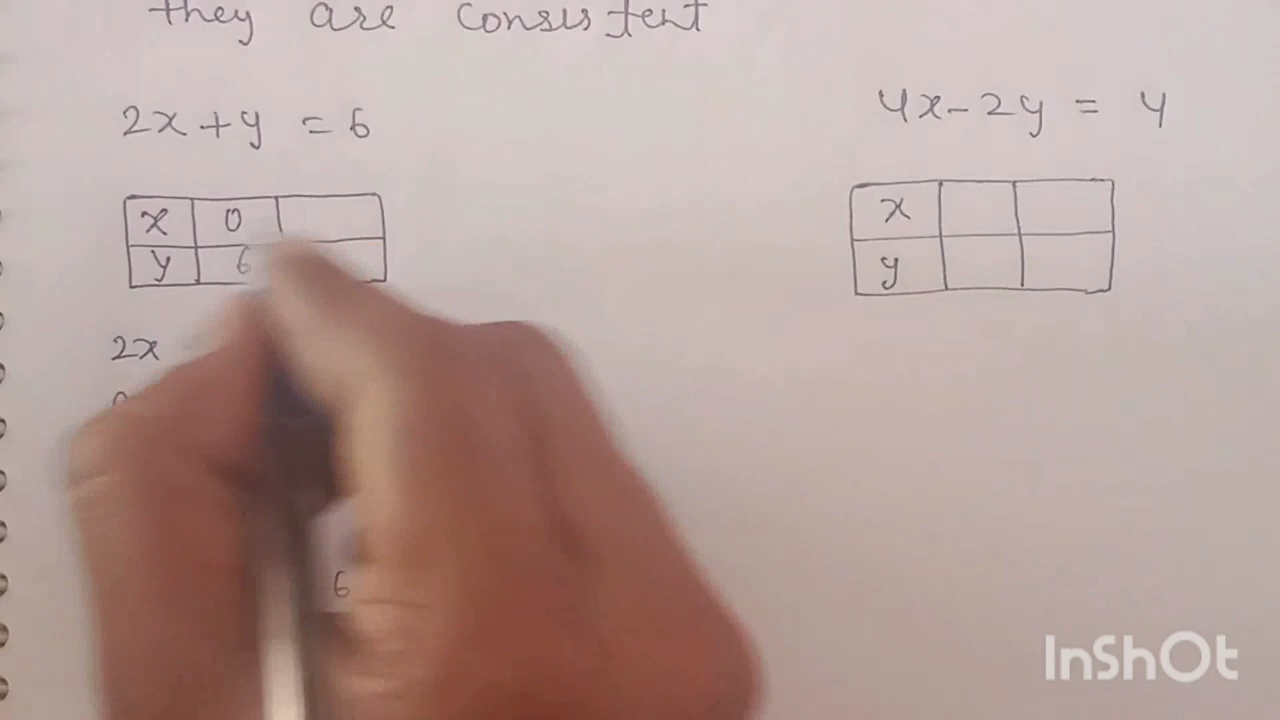 they are consistent
2x + y = 6
4x - 2y = 4
x 0
y 6
x
y
2x
6
InShOt